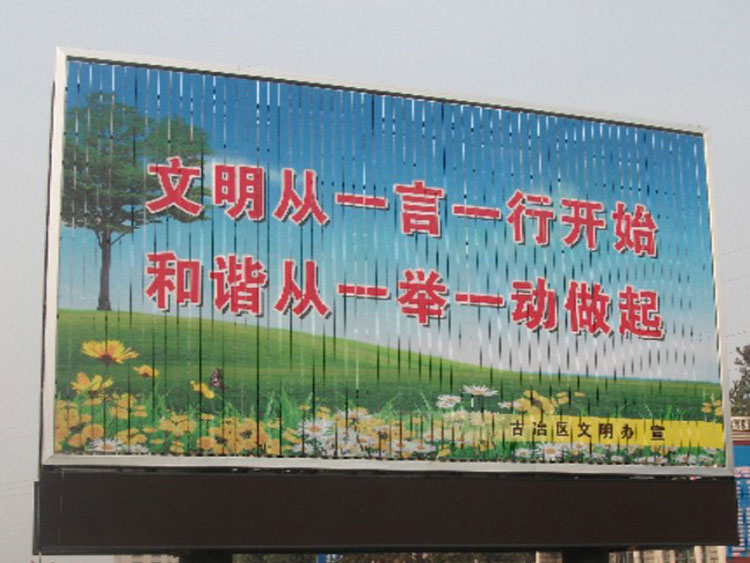 文明从一言一行开始
和谐从一举一动做起
古冶区文明办 宣